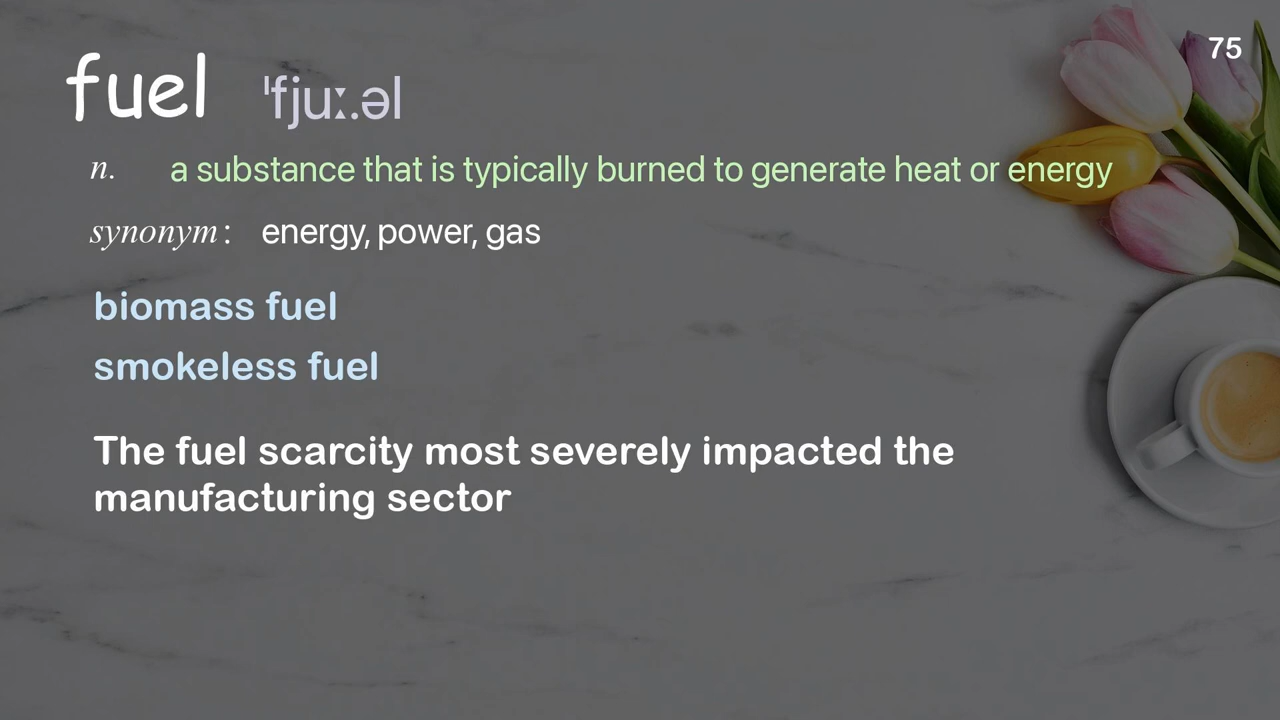 75
fuel ˈfjuː.əl
n. a substance that is typically burned to generate heat or energy
synonym: energy, power, gas
biomass fuel
smokeless fuel
The fuel scarcity most severely impacted the
manufacturing sector